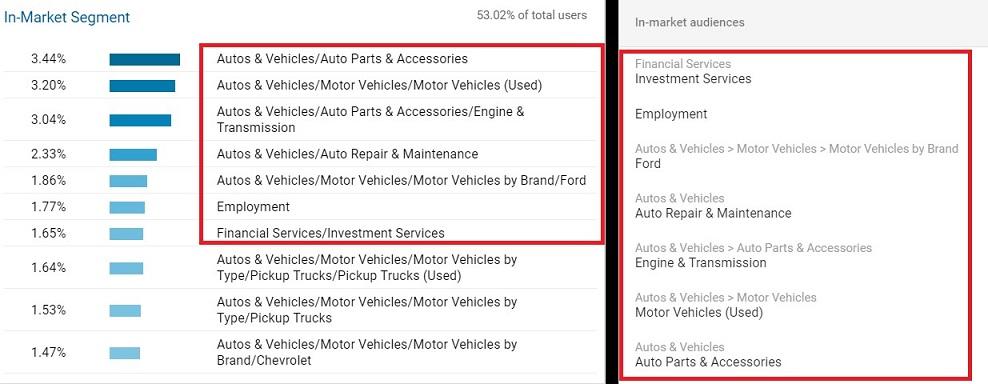 In-Market Segment
53.02% of total users
3.44%
Autos & Vehicles/Auto Parts & Accessories
3.20%
Autos & Vehicles/Motor Vehicles/Motor Vehicles (Used)
3.04%
Autos & Vehicles/Auto Parts & Accessories/Engine &
Transmission
2.33%
Autos & Vehicles/Auto Repair & Maintenance
1.86%
Autos & Vehicles/Motor Vehicles/Motor Vehicles by Brand/Ford
1.77%
Employment
1.65%
Financial Services/Investment Services
1.64%
Autos & Vehicles/Motor Vehicles/Motor Vehicles by
Type/Pickup Trucks/Pickup Trucks (Used)
1.53%
Autos & Vehicles/Motor Vehicles/Motor Vehicles by
Type/Pickup Trucks
1.47%
Autos & Vehicles/Motor Vehicles/Motor Vehicles by
Brand/Chevrolet
In-market audiences
Financial Services
Investment Services
Employment
Autos & Vehicles > Motor Vehicles > Motor Vehicles by Brand
Ford
Autos & Vehicles
Auto Repair & Maintenance
Autos & Vehicles > Auto Parts & Accessories
Engine & Transmission
Autos & Vehicles > Motor Vehicles
Motor Vehicles (Used)
Autos & Vehicles
Auto Parts & Accessories